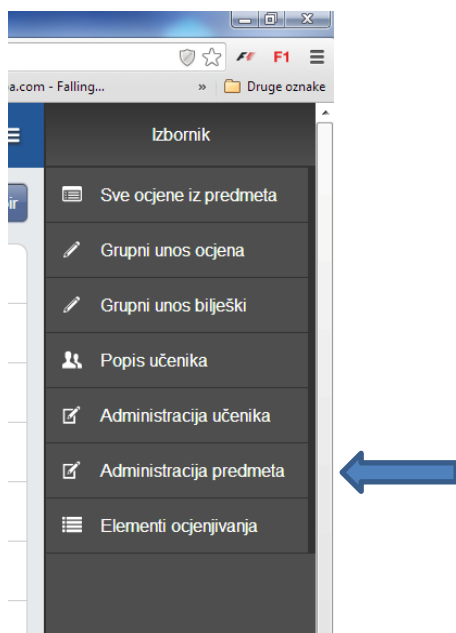 F1
a.com - Falling...
»
Druge oznake
Izbornik
ir
Sve ocjene iz predmeta
Grupni unos ocjena
Grupni unos bilješki
Popis učenika
Administracija učenika
Administracija predmeta
Elementi ocjenjivanja